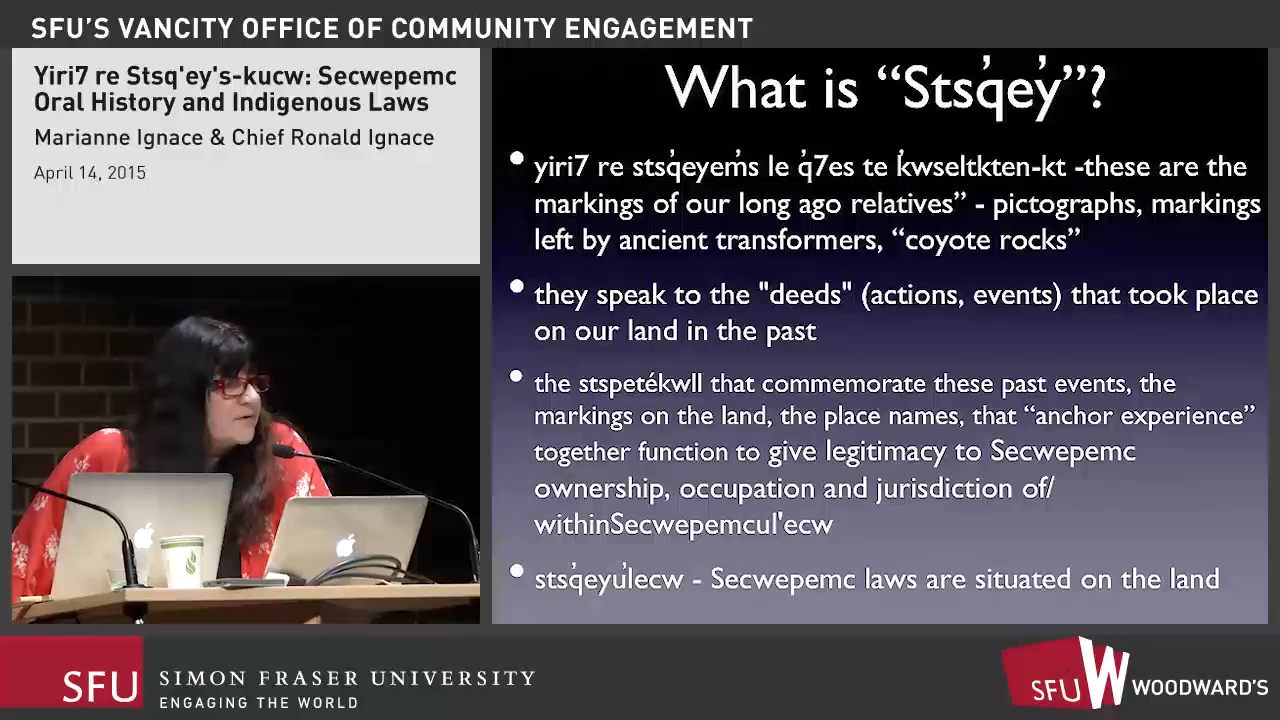 SFU'S VANCITY OFFICE OF COMMUNITY ENGAGEMENT
Yiri7 re Stsq'ey's-kucw: Secwepemc
Oral History and Indigenous Laws
Marianne Ignace & Chief Ronald Ignace
April 14, 2015
What is “Stsq̓ey̓”?
• yiri7 re stsq̓eyem̓s le q̓7es te k̓wseltkten-kt -these are the
markings of our long ago relatives” - pictographs, markings
left by ancient transformers, “coyote rocks”
• they speak to the "deeds" (actions, events) that took place
on our land in the past
• the stspetékwll that commemorate these past events, the
markings on the land, the place names, that “anchor experience”
together function to give legitimacy to Secwepemc
ownership, occupation and jurisdiction of/
withinSecwepemcul'ecw
• stsq̓eyu̓lecw - Secwepemc laws are situated on the land
SFU SIMON FRASER UNIVERSITY
ENGAGING THE WORLD
SFU W WOODWARD'S